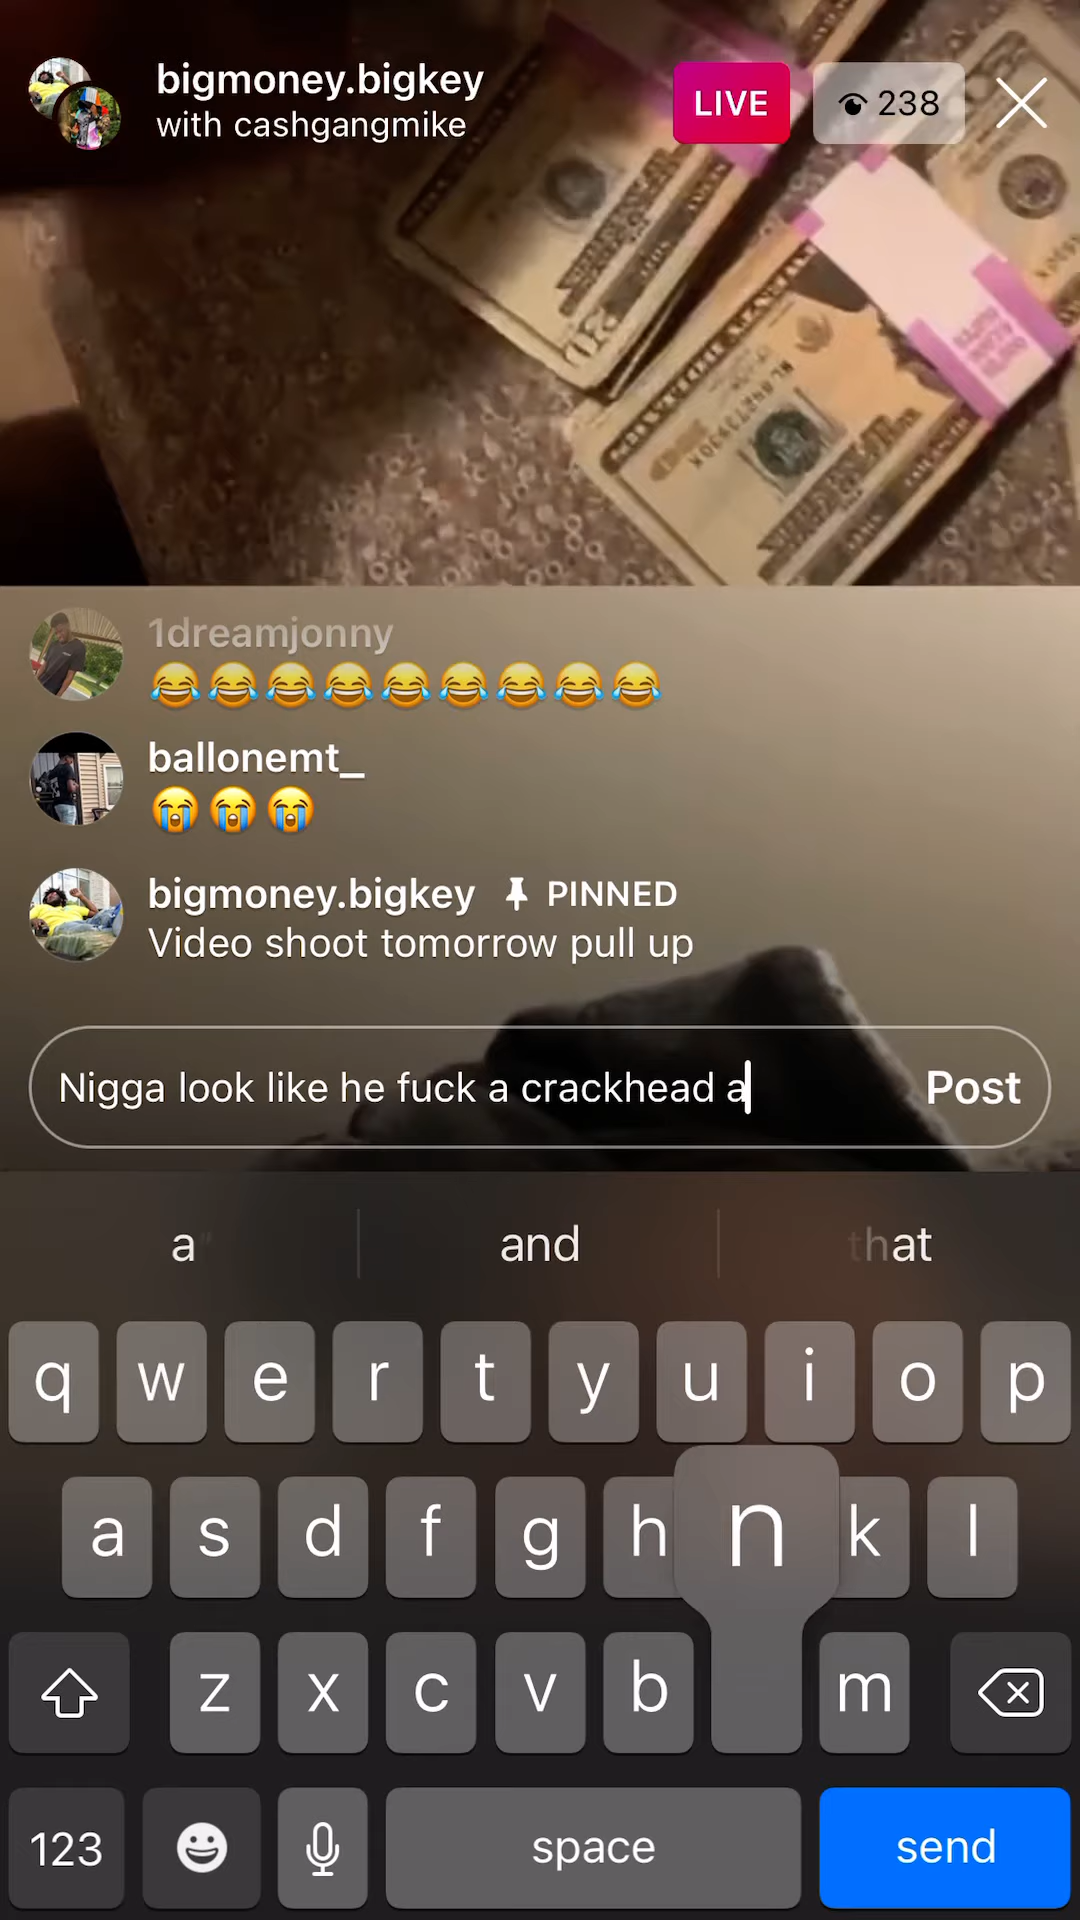 bigmoney.bigkey
with cashgangmike
LIVE
238
1dreamjonny
😂😂😂😂😂😂😂😂😂
ballonemt_
😭😭😭
bigmoney.bigkey PINNED
Video shoot tomorrow pull up
Nigga look like he fuck a crackhead a
Post
a" and that
q w e r t y u i o p
a s d f g h n k l
z x c v b m
123 space send